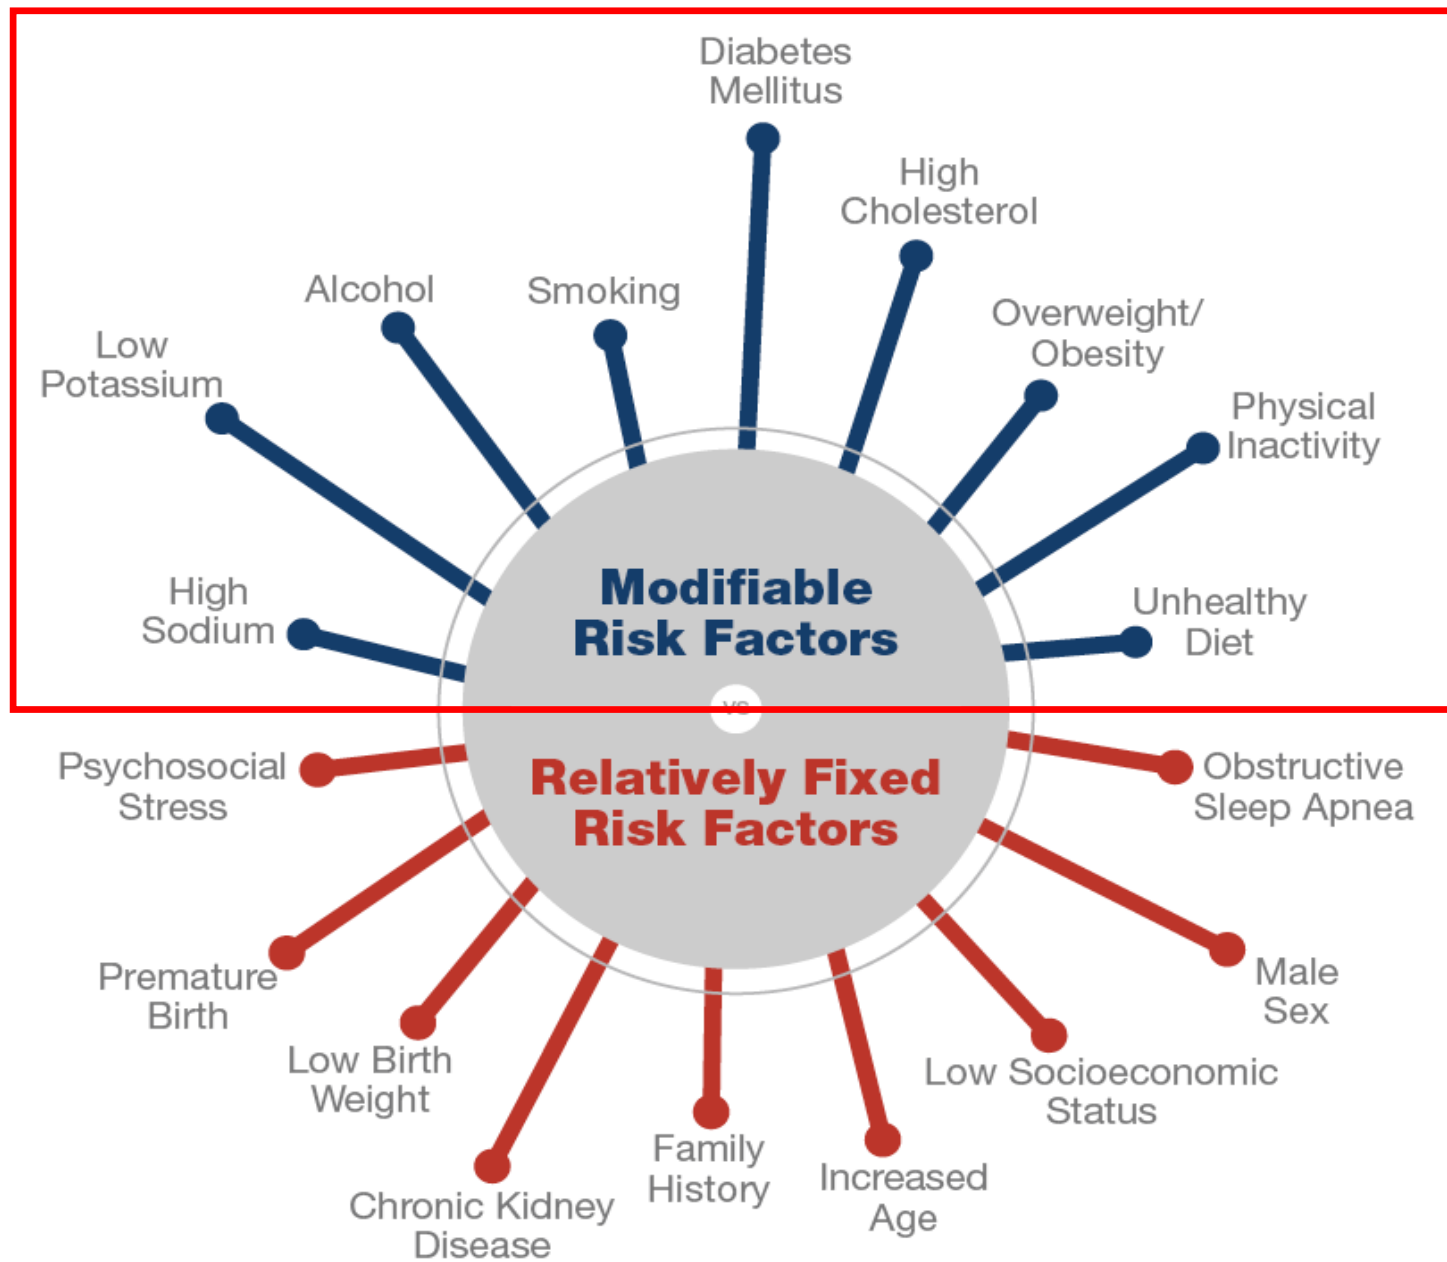 Diabetes
Mellitus
High
Cholesterol
Alcohol
Smoking
Overweight/
Obesity
Low
Potassium
Physical
Inactivity
High
Sodium
Unhealthy
Diet
Modifiable
Risk Factors
vs
Relatively Fixed
Risk Factors
Psychosocial
Stress
Obstructive
Sleep Apnea
Premature
Birth
Male
Sex
Low Birth
Weight
Low Socioeconomic
Status
Family
History
Increased
Age
Chronic Kidney
Disease